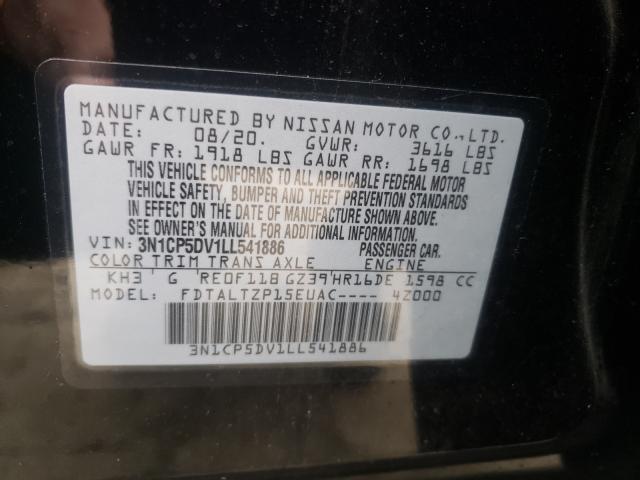 MANUFACTURED BY NISSAN MOTOR CO.,LTD.
DATE: 08/20. GVWR: 3616 LBS
GAWR FR: 1918 LBS GAWR RR: 1698 LBS
THIS VEHICLE CONFORMS TO ALL APPLICABLE FEDERAL MOTOR
VEHICLE SAFETY, BUMPER AND THEFT PREVENTION STANDARDS
IN EFFECT ON THE DATE OF MANUFACTURE SHOWN ABOVE.
SEE OWNER'S MANUAL FOR ADDITIONAL INFORMATION
VIN: 3N1CP5DV1LL541886 PASSENGER CAR.
COLOR TRIM TRANS AXLE ENGINE
KH3 G RE0F11B GZ39 HR16DE 1598 CC
MODEL: FDTALTZP15EUAC---- 4Z000
3N1CP5DV1LL541886